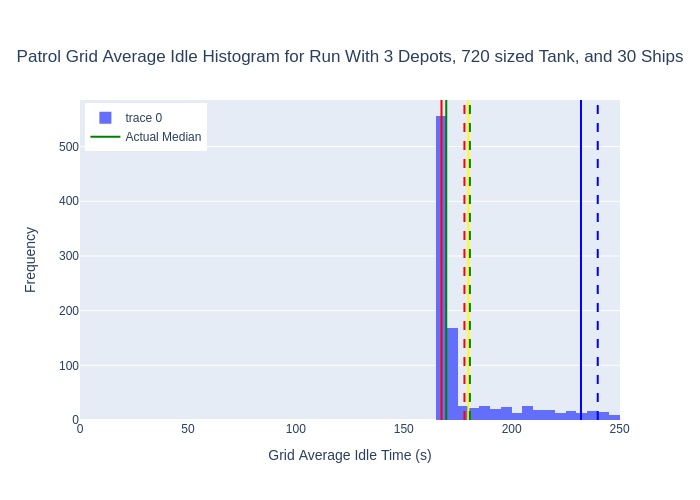 Patrol Grid Average Idle Histogram for Run With 3 Depots, 720 sized Tank, and 30 Ships
trace 0
Actual Median
500
400
300
200
100
0
Frequency
0 50 100 150 200 250
Grid Average Idle Time (s)